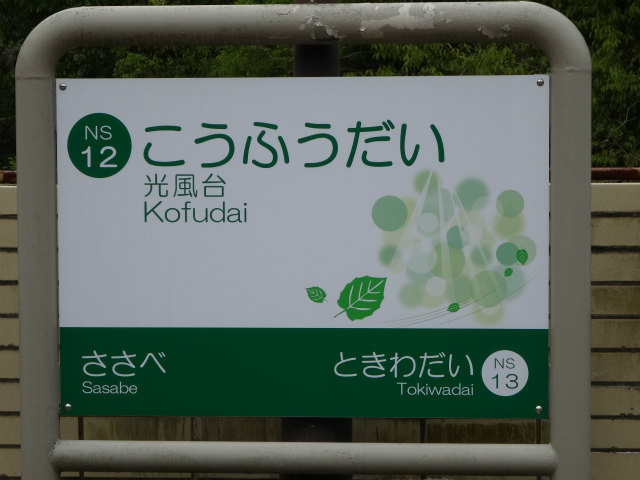 NS
12
こうふうだい
光風台
Kofudai
ささべ
Sasabe
ときわだい
Tokiwadai
NS
13